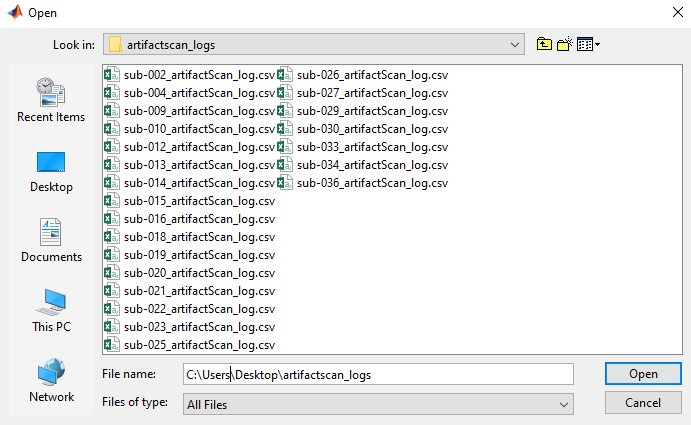 Open
Look in: artifactscan_logs
Recent Items
Desktop
Documents
This PC
Network
sub-002_artifactScan_log.csv
sub-004_artifactScan_log.csv
sub-009_artifactScan_log.csv
sub-010_artifactScan_log.csv
sub-012_artifactScan_log.csv
sub-013_artifactScan_log.csv
sub-014_artifactScan_log.csv
sub-015_artifactScan_log.csv
sub-016_artifactScan_log.csv
sub-018_artifactScan_log.csv
sub-019_artifactScan_log.csv
sub-020_artifactScan_log.csv
sub-021_artifactScan_log.csv
sub-022_artifactScan_log.csv
sub-023_artifactScan_log.csv
sub-025_artifactScan_log.csv
sub-026_artifactScan_log.csv
sub-027_artifactScan_log.csv
sub-029_artifactScan_log.csv
sub-030_artifactScan_log.csv
sub-033_artifactScan_log.csv
sub-034_artifactScan_log.csv
sub-036_artifactScan_log.csv
File name: C:\Users\Desktop\artifactscan_logs
Open
Files of type: All Files
Cancel